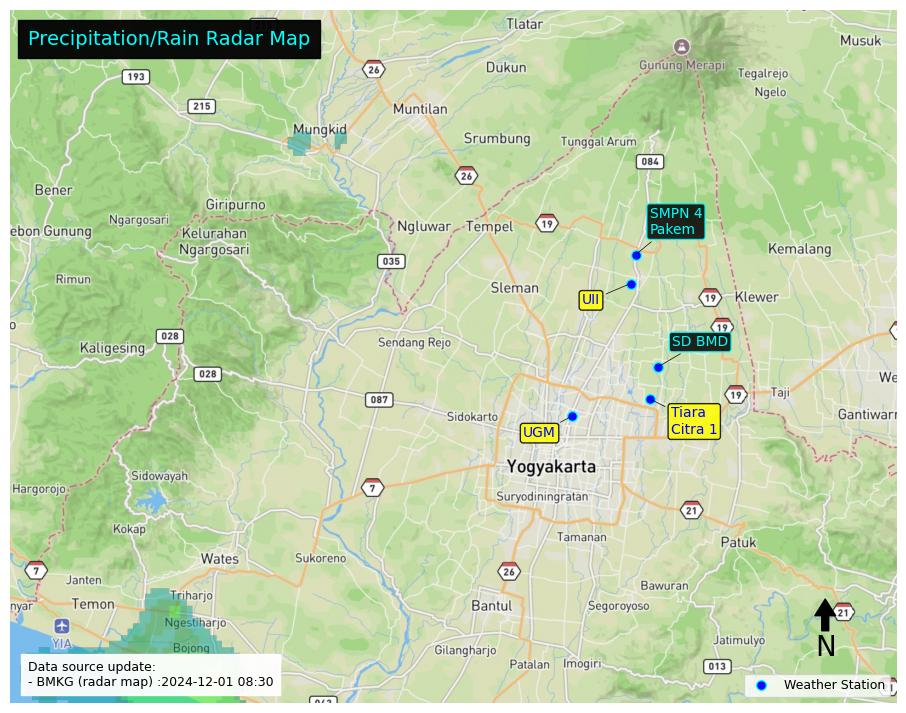 Precipitation/Rain Radar Map
Tlatar
Musuk
Gunung Merapi
26
Dukun
Tegalrejo
193
Ngelo
215
Muntilan
Mungkid
Srumbung
Tunggal Arum
084
26
Bener
Giripurno
SMPN 4
Pakem
Ngargosari
Ngluwar
Tempel
19
ebon Gunung
Kelurahan
Ngargosari
Kemalang
035
Rimun
Sleman
UII
19
Klewer
19
028
Kaligesing
Sendang Rejo
SD BMD
028
We
087
19
Taji
Sidokarto
Tiara
Citra 1
Gantiwarn
UGM
Yogyakarta
Sidowayah
Hargorojo
7
Suryodiningratan
21
Kokap
Tamanan
Patuk
Wates
Sukoreno
7
26
Janten
Bawuran
Triharjo
nyar
Temon
Bantul
Segoroyoso
21
Ngestiharjo
YIA
Jatimulyo
N
Bojong
Gilangharjo
Patalan
Imogiri
013
Data source update:
- BMKG (radar map) :2024-12-01 08:30
Weather Station